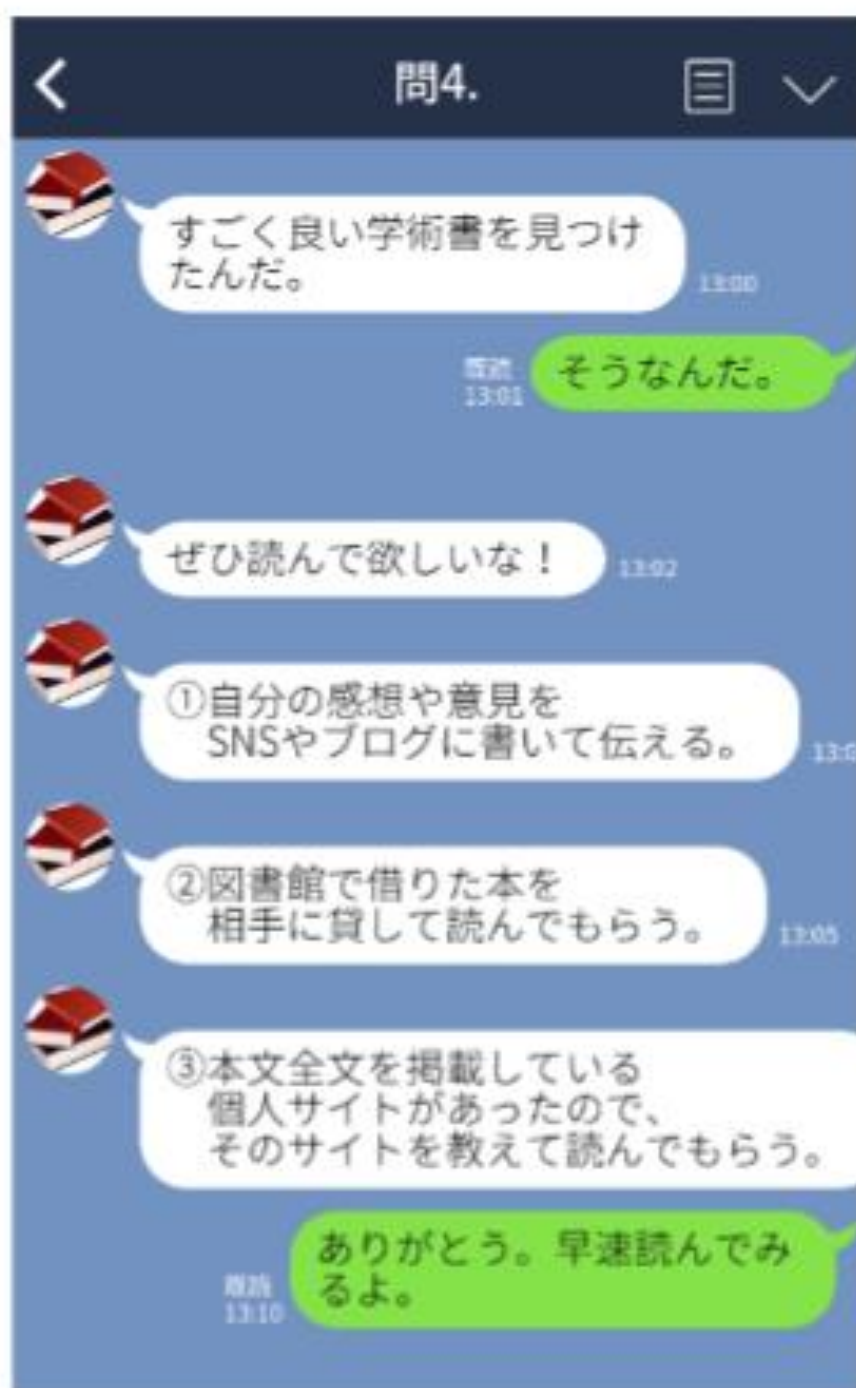 問4.
すごく良い学術書を見つけ
たんだ。
13:00
そうなんだ。
既読
13:01
ぜひ読んで欲しいな！
13:02
①自分の感想や意見を
SNSやブログに書いて伝える。
②図書館で借りた本を
相手に貸して読んでもらう。
13:05
③本文全文を掲載している
個人サイトがあったので、
そのサイトを教えて読んでもらう。
ありがとう。早速読んでみ
るよ。
既読
13:10